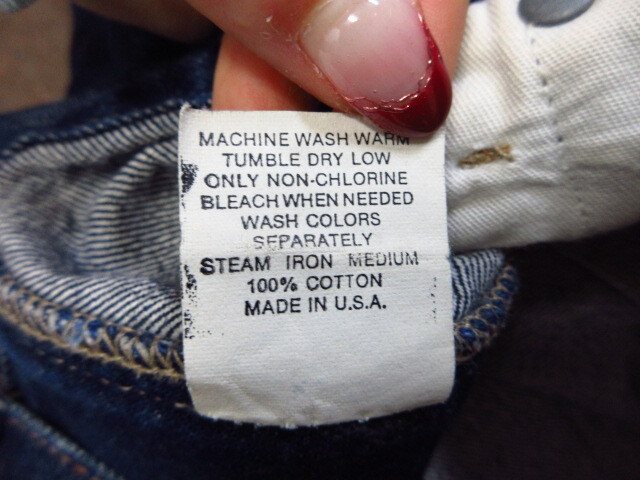 MACHINE WASH WARM
TUMBLE DRY LOW
ONLY NON-CHLORINE
BLEACH WHEN NEEDED
WASH COLORS
SEPARATELY
STEAM IRON MEDIUM
100% COTTON
MADE IN U.S.A.